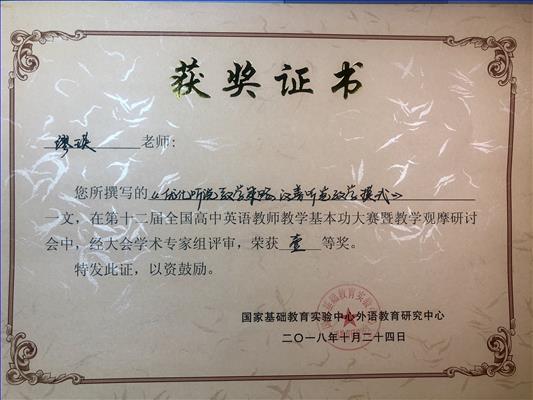 获奖证书
缪琪 老师：
您所撰写的《优化听说教学策略 改善听说教学模式》
一文，在第十二届全国高中英语教师教学基本功大赛暨教学观摩研讨
会中，经大会学术专家组评审，荣获 壹 等奖。
特发此证，以资鼓励。
国家基础教育实验中心外语教育研究中心
二〇一八年十月二十四日